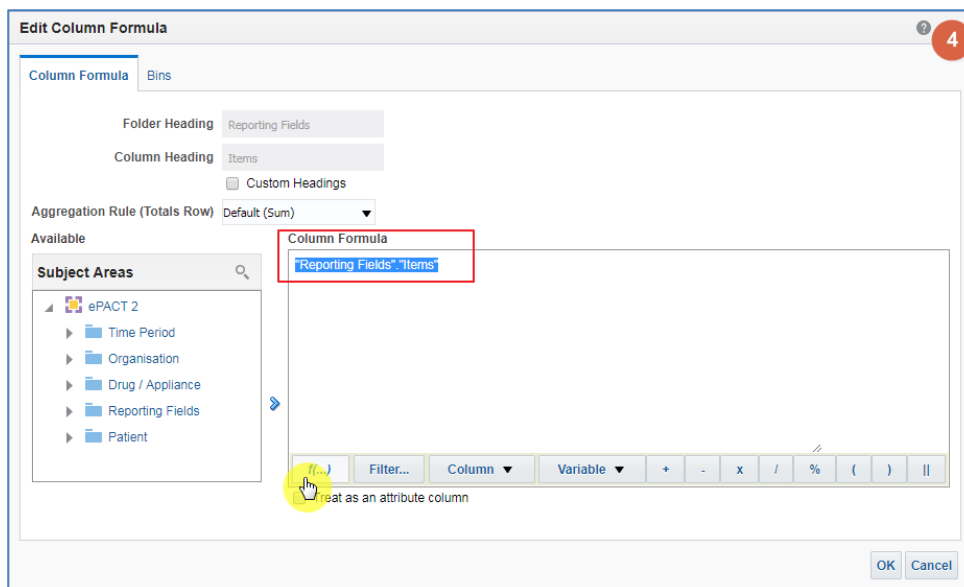 Edit Column Formula
?
4
Column Formula
Bins
Folder Heading
Reporting Fields
Column Heading
Items
Custom Headings
Aggregation Rule (Totals Row)
Default (Sum)
Available
Column Formula
Subject Areas
"Reporting Fields"."Items"
ePACT 2
Time Period
Organisation
Drug / Appliance
Reporting Fields
Patient
f(...)
Filter...
Column
Variable
+
-
x
/
%
(
)
||
Treat as an attribute column
OK
Cancel